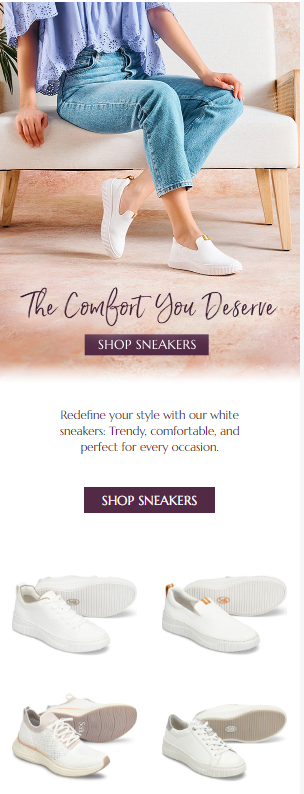 The Comfort You Deserve
SHOP SNEAKERS
Redefine your style with our white
sneakers: Trendy, comfortable, and
perfect for every occasion.
SHOP SNEAKERS